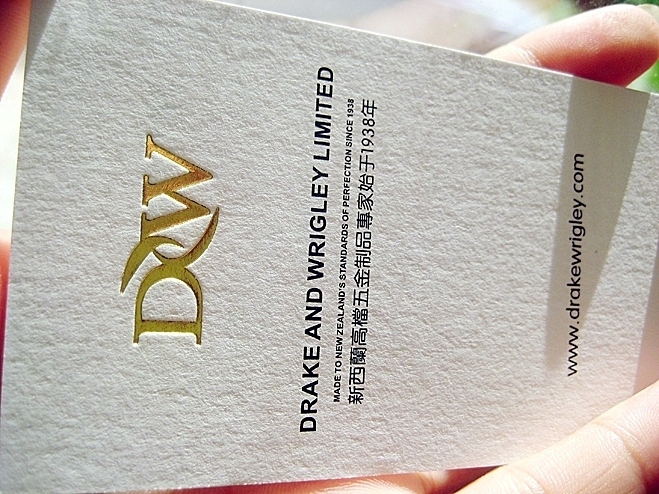 DW
DRAKE AND WRIGLEY LIMITED
MADE TO NEW ZEALAND'S STANDARDS OF PERFECTION SINCE 1938
新西蘭高檔五金制品專家始于1938年
www.drakewrigley.com